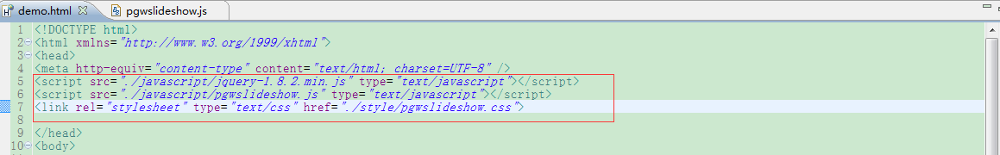 demo.html
pgwslideshow.js
1 <!DOCTYPE html>
2 <html xmlns="http://www.w3.org/1999/xhtml">
3 <head>
4 <meta http-equiv="content-type" content="text/html; charset=UTF-8" />
5 <script src="./javascript/jquery-1.8.2.min.js" type="text/javascript"></script>
6 <script src="./javascript/pgwslideshow.js" type="text/javascript"></script>
7 <link rel="stylesheet" type="text/css" href="./style/pgwslideshow.css">
8
9 </head>
10 <body>